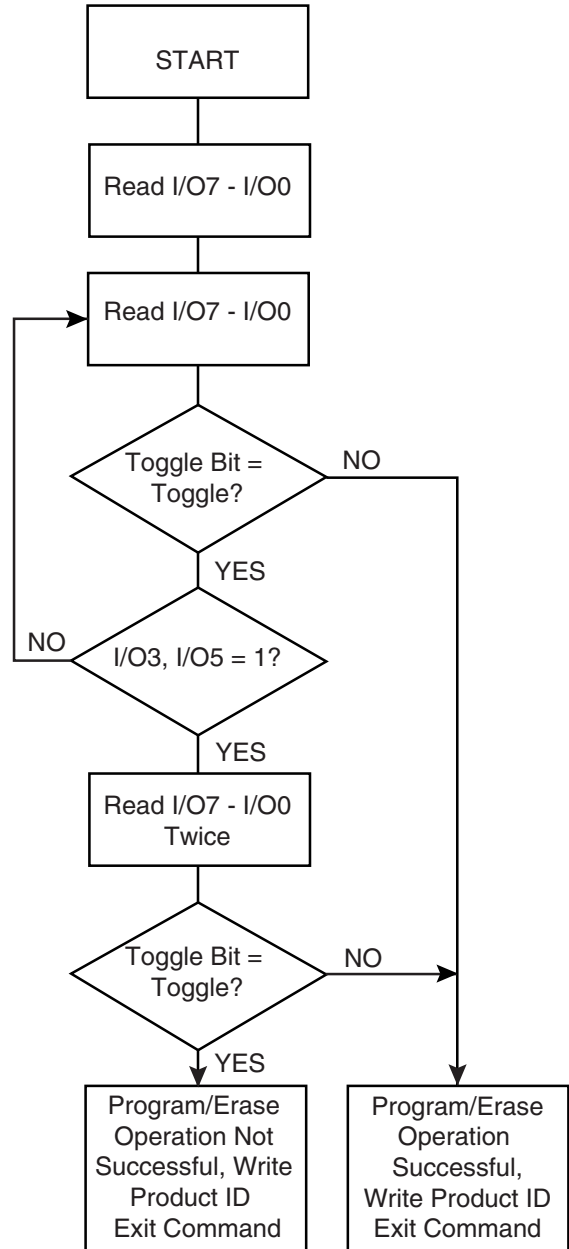 START
Read I/O7 - I/O0
Read I/O7 - I/O0
Toggle Bit =
Toggle?
NO
YES
NO
I/O3, I/O5 = 1?
YES
Read I/O7 - I/O0
Twice
Toggle Bit =
Toggle?
NO
YES
Program/Erase
Operation Not
Successful, Write
Product ID
Exit Command
Program/Erase
Operation
Successful,
Write Product ID
Exit Command